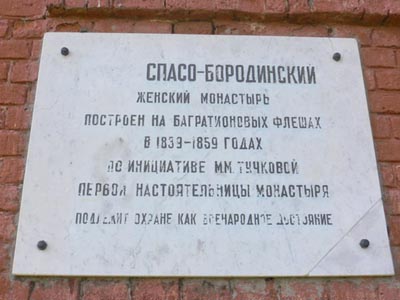 СПАСО-БОРОДИНСКИЙ
ЖЕНСКИЙ МОНАСТЫРЬ
ПОСТРОЕН НА БАГРАТИОНОВЫХ ФЛЕШАХ
В 1839-1859 ГОДАХ
ПО ИНИЦИАТИВЕ М.М. ТУЧКОВОЙ
ПЕРВОЙ НАСТОЯТЕЛЬНИЦЫ МОНАСТЫРЯ
ПОДЛЕЖИТ ОХРАНЕ КАК ВСЕНАРОДНОЕ ДОСТОЯНИЕ